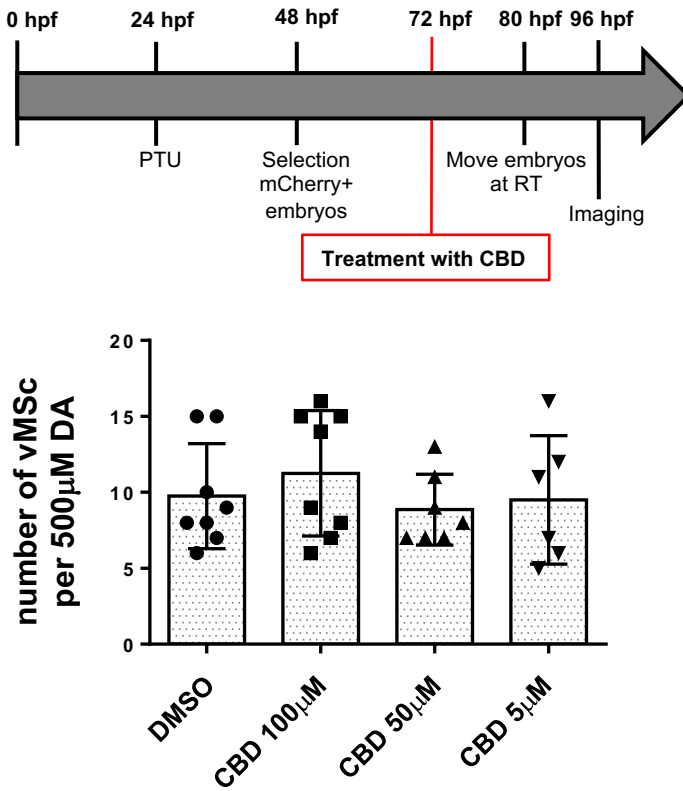 0 hpf 24 hpf 48 hpf 72 hpf 80 hpf 96 hpf
PTU
Selection
mCherry+
embryos
Move embryos
at RT
Imaging
Treatment with CBD
number of vMSc
per 500μM DA
20
15
10
5
0
DMSO
CBD 100μM
CBD 50μM
CBD 5μM